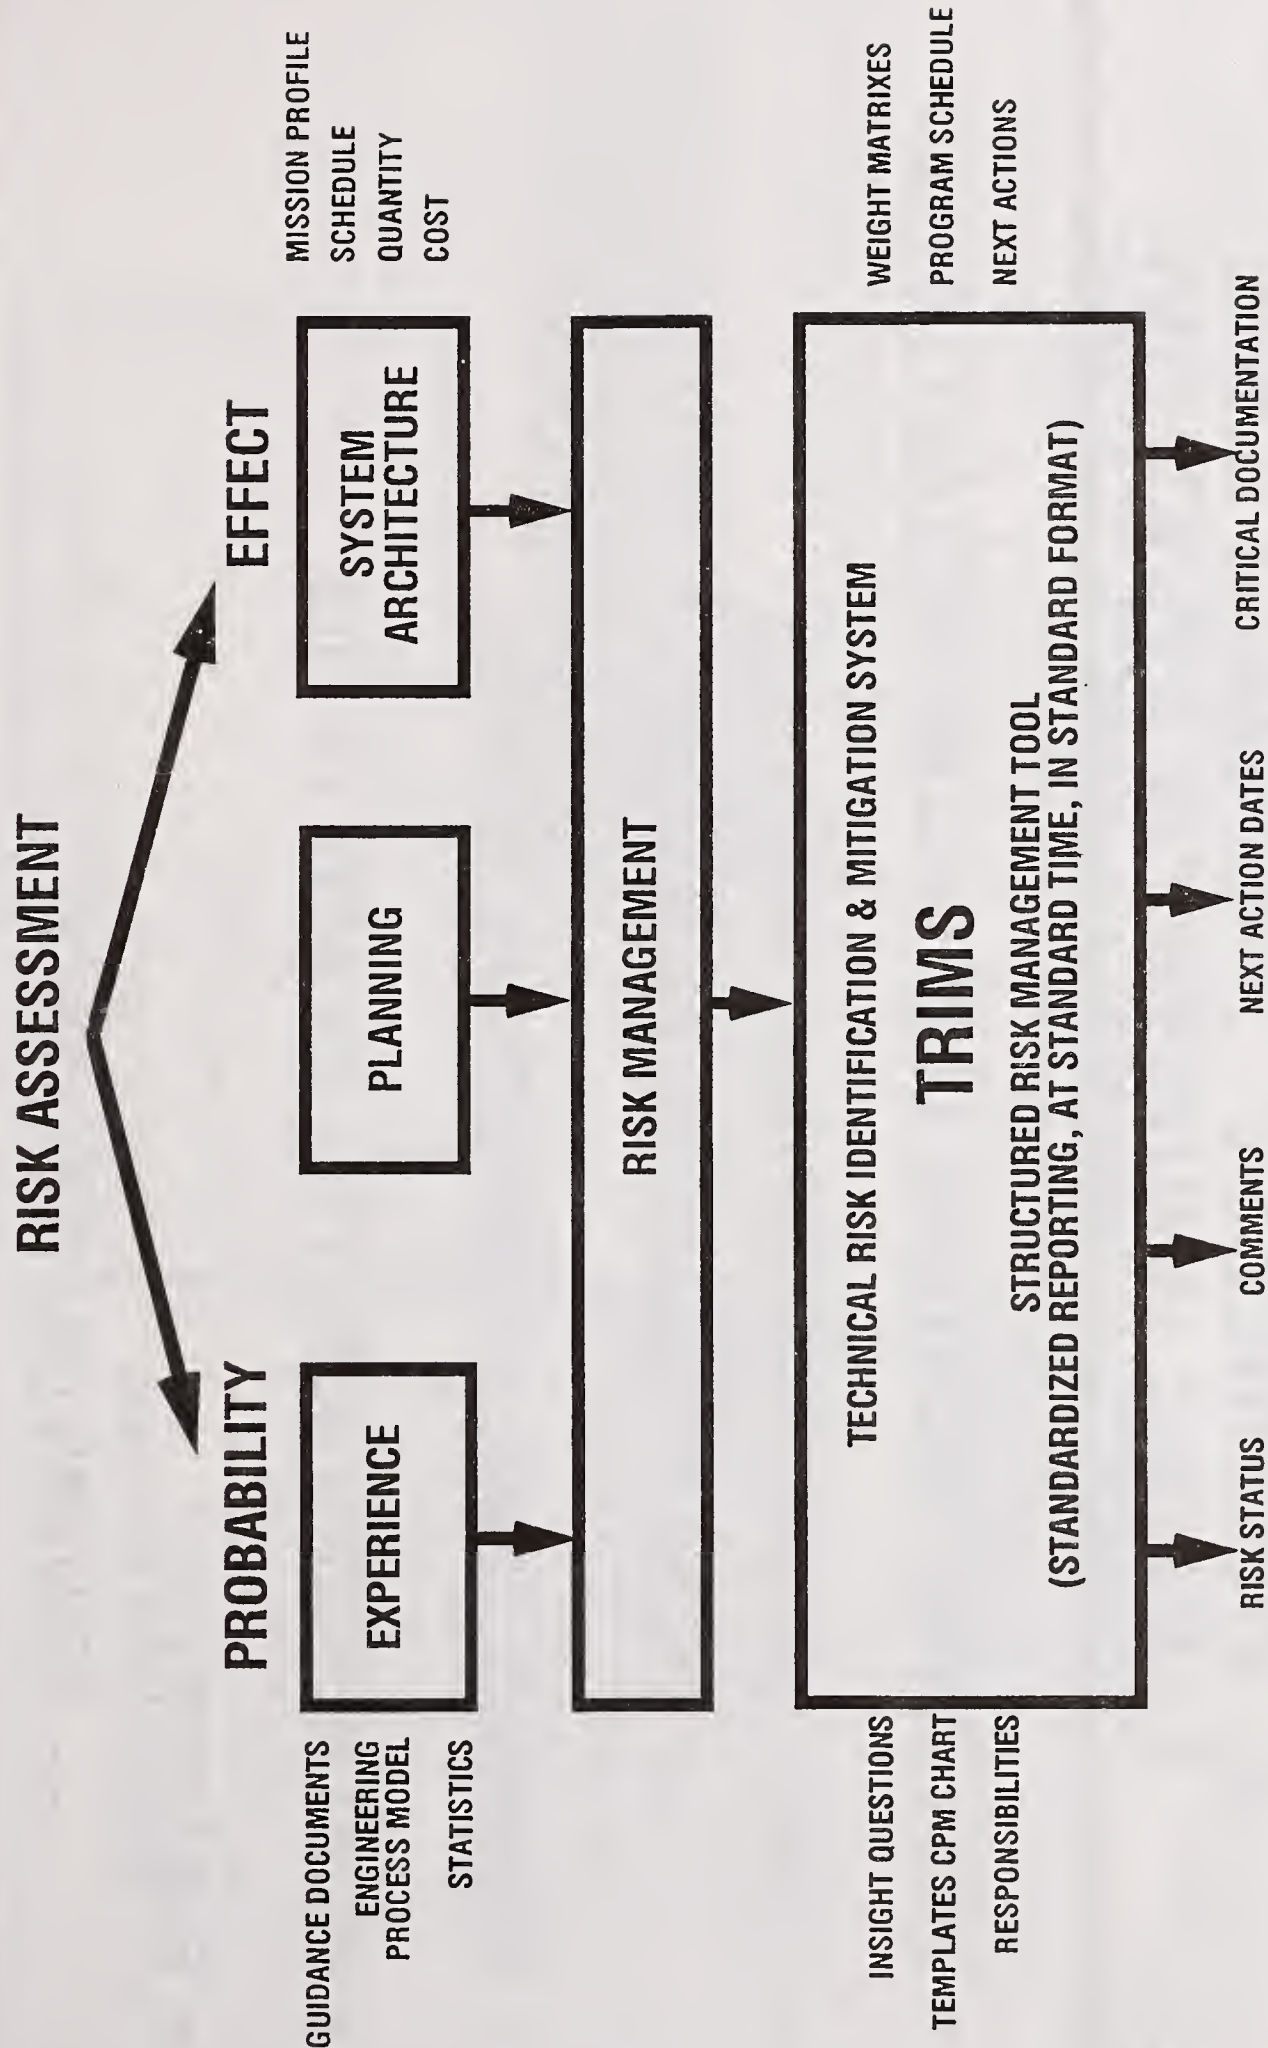 RISK ASSESSMENT
PROBABILITY
EFFECT
GUIDANCE DOCUMENTS
ENGINEERING
PROCESS MODEL
STATISTICS
EXPERIENCE
PLANNING
SYSTEM
ARCHITECTURE
MISSION PROFILE
SCHEDULE
QUANTITY
COST
RISK MANAGEMENT
INSIGHT QUESTIONS
TEMPLATES CPM CHART
RESPONSIBILITIES
TECHNICAL RISK IDENTIFICATION & MITIGATION SYSTEM
TRIMS
STRUCTURED RISK MANAGEMENT TOOL
(STANDARDIZED REPORTING, AT STANDARD TIME, IN STANDARD FORMAT)
WEIGHT MATRIXES
PROGRAM SCHEDULE
NEXT ACTIONS
RISK STATUS
COMMENTS
NEXT ACTION DATES
CRITICAL DOCUMENTATION